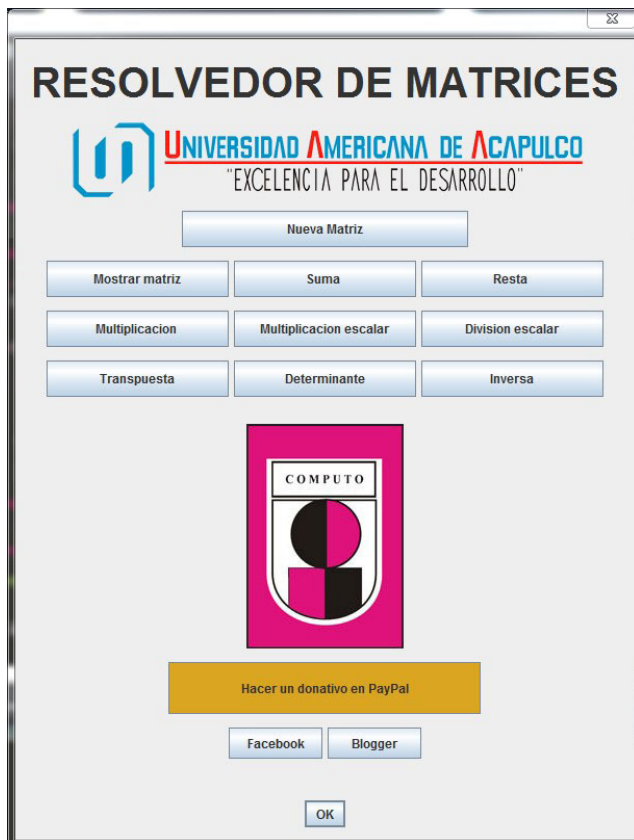 RESOLVEDOR DE MATRICES
UNIVERSIDAD AMERICANA DE ACAPULCO
"EXCELENCIA PARA EL DESARROLLO"
Nueva Matriz
Mostrar matriz Suma Resta
Multiplicacion Multiplicacion escalar Division escalar
Transpuesta Determinante Inversa
COMPUTO
Hacer un donativo en PayPal
Facebook Blogger
OK